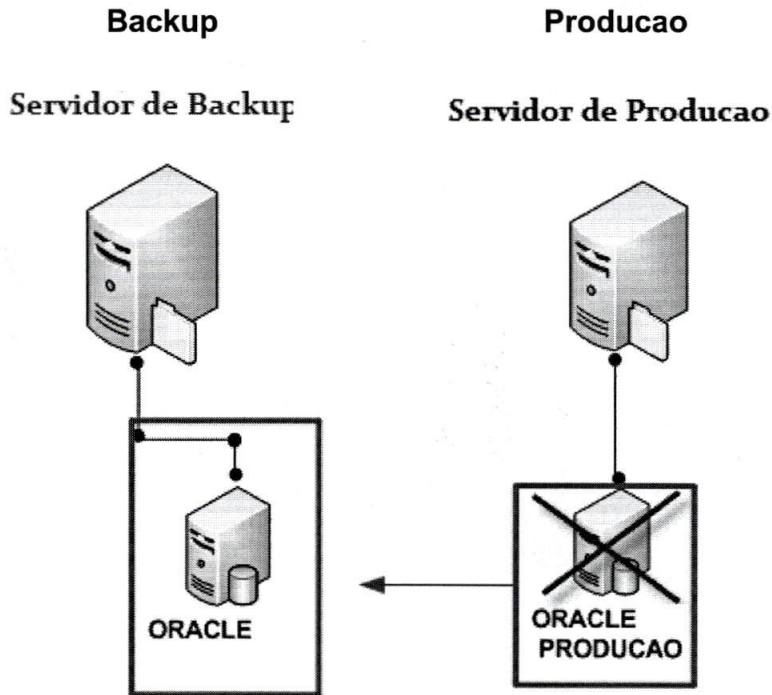 Backup
Producao
Servidor de Backup
Servidor de Producao
ORACLE
ORACLE
PRODUCAO